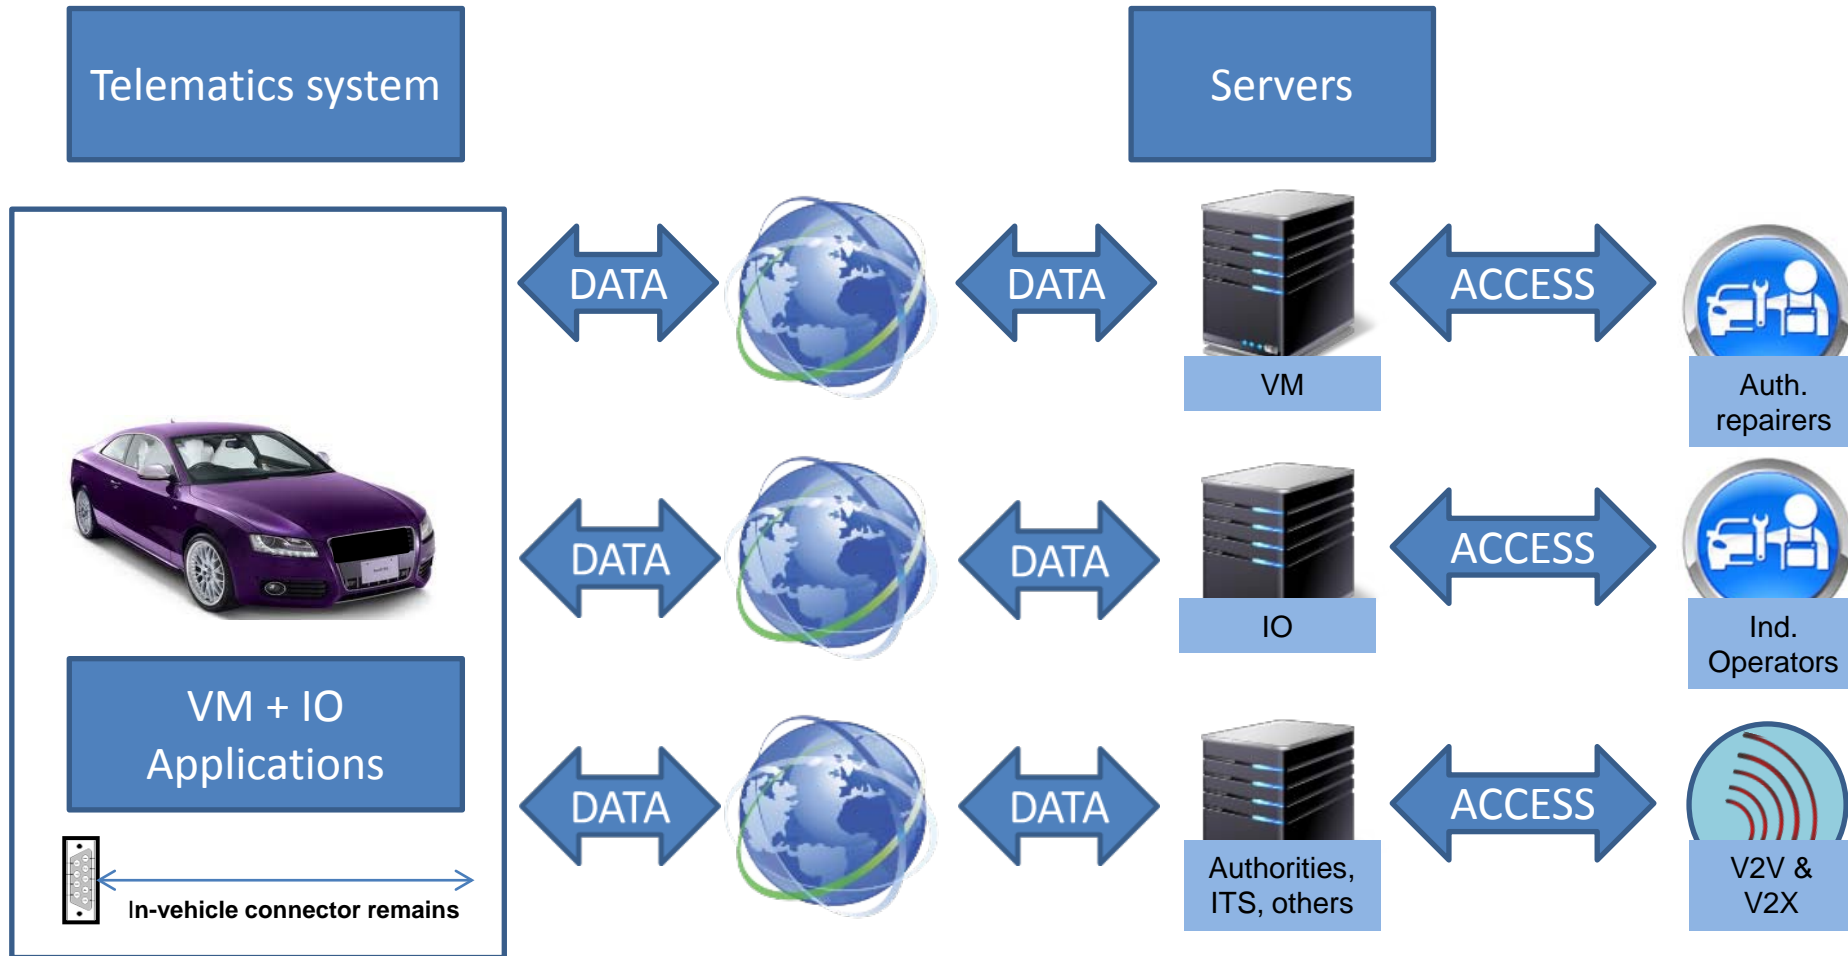 Telematics system
Servers
DATA
DATA
ACCESS
VM
Auth.
repairers
DATA
DATA
ACCESS
IO
Ind.
Operators
VM + IO
Applications
DATA
DATA
ACCESS
Authorities,
ITS, others
V2V &
V2X
In-vehicle connector remains